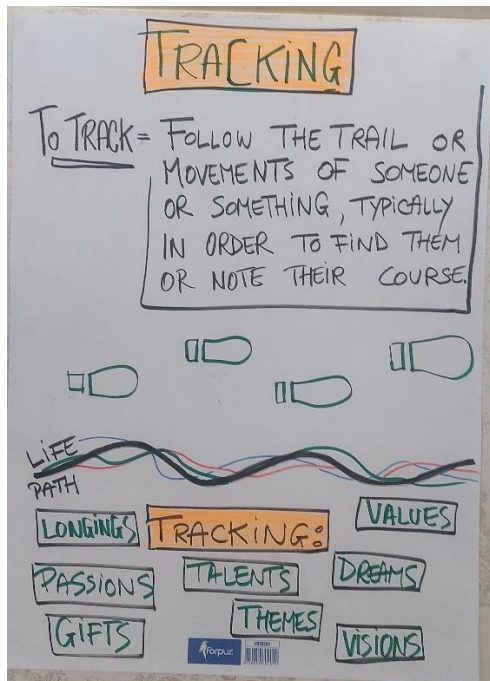 TRACKING
TO TRACK = FOLLOW THE TRAIL OR
MOVEMENTS OF SOMEONE
OR SOMETHING, TYPICALLY
IN ORDER TO FIND THEM
OR NOTE THEIR COURSE.
LIFE
PATH
LONGINGS
TRACKING:
VALUES
PASSIONS
TALENTS
DREAMS
GIFTS
THEMES
VISIONS
forpus